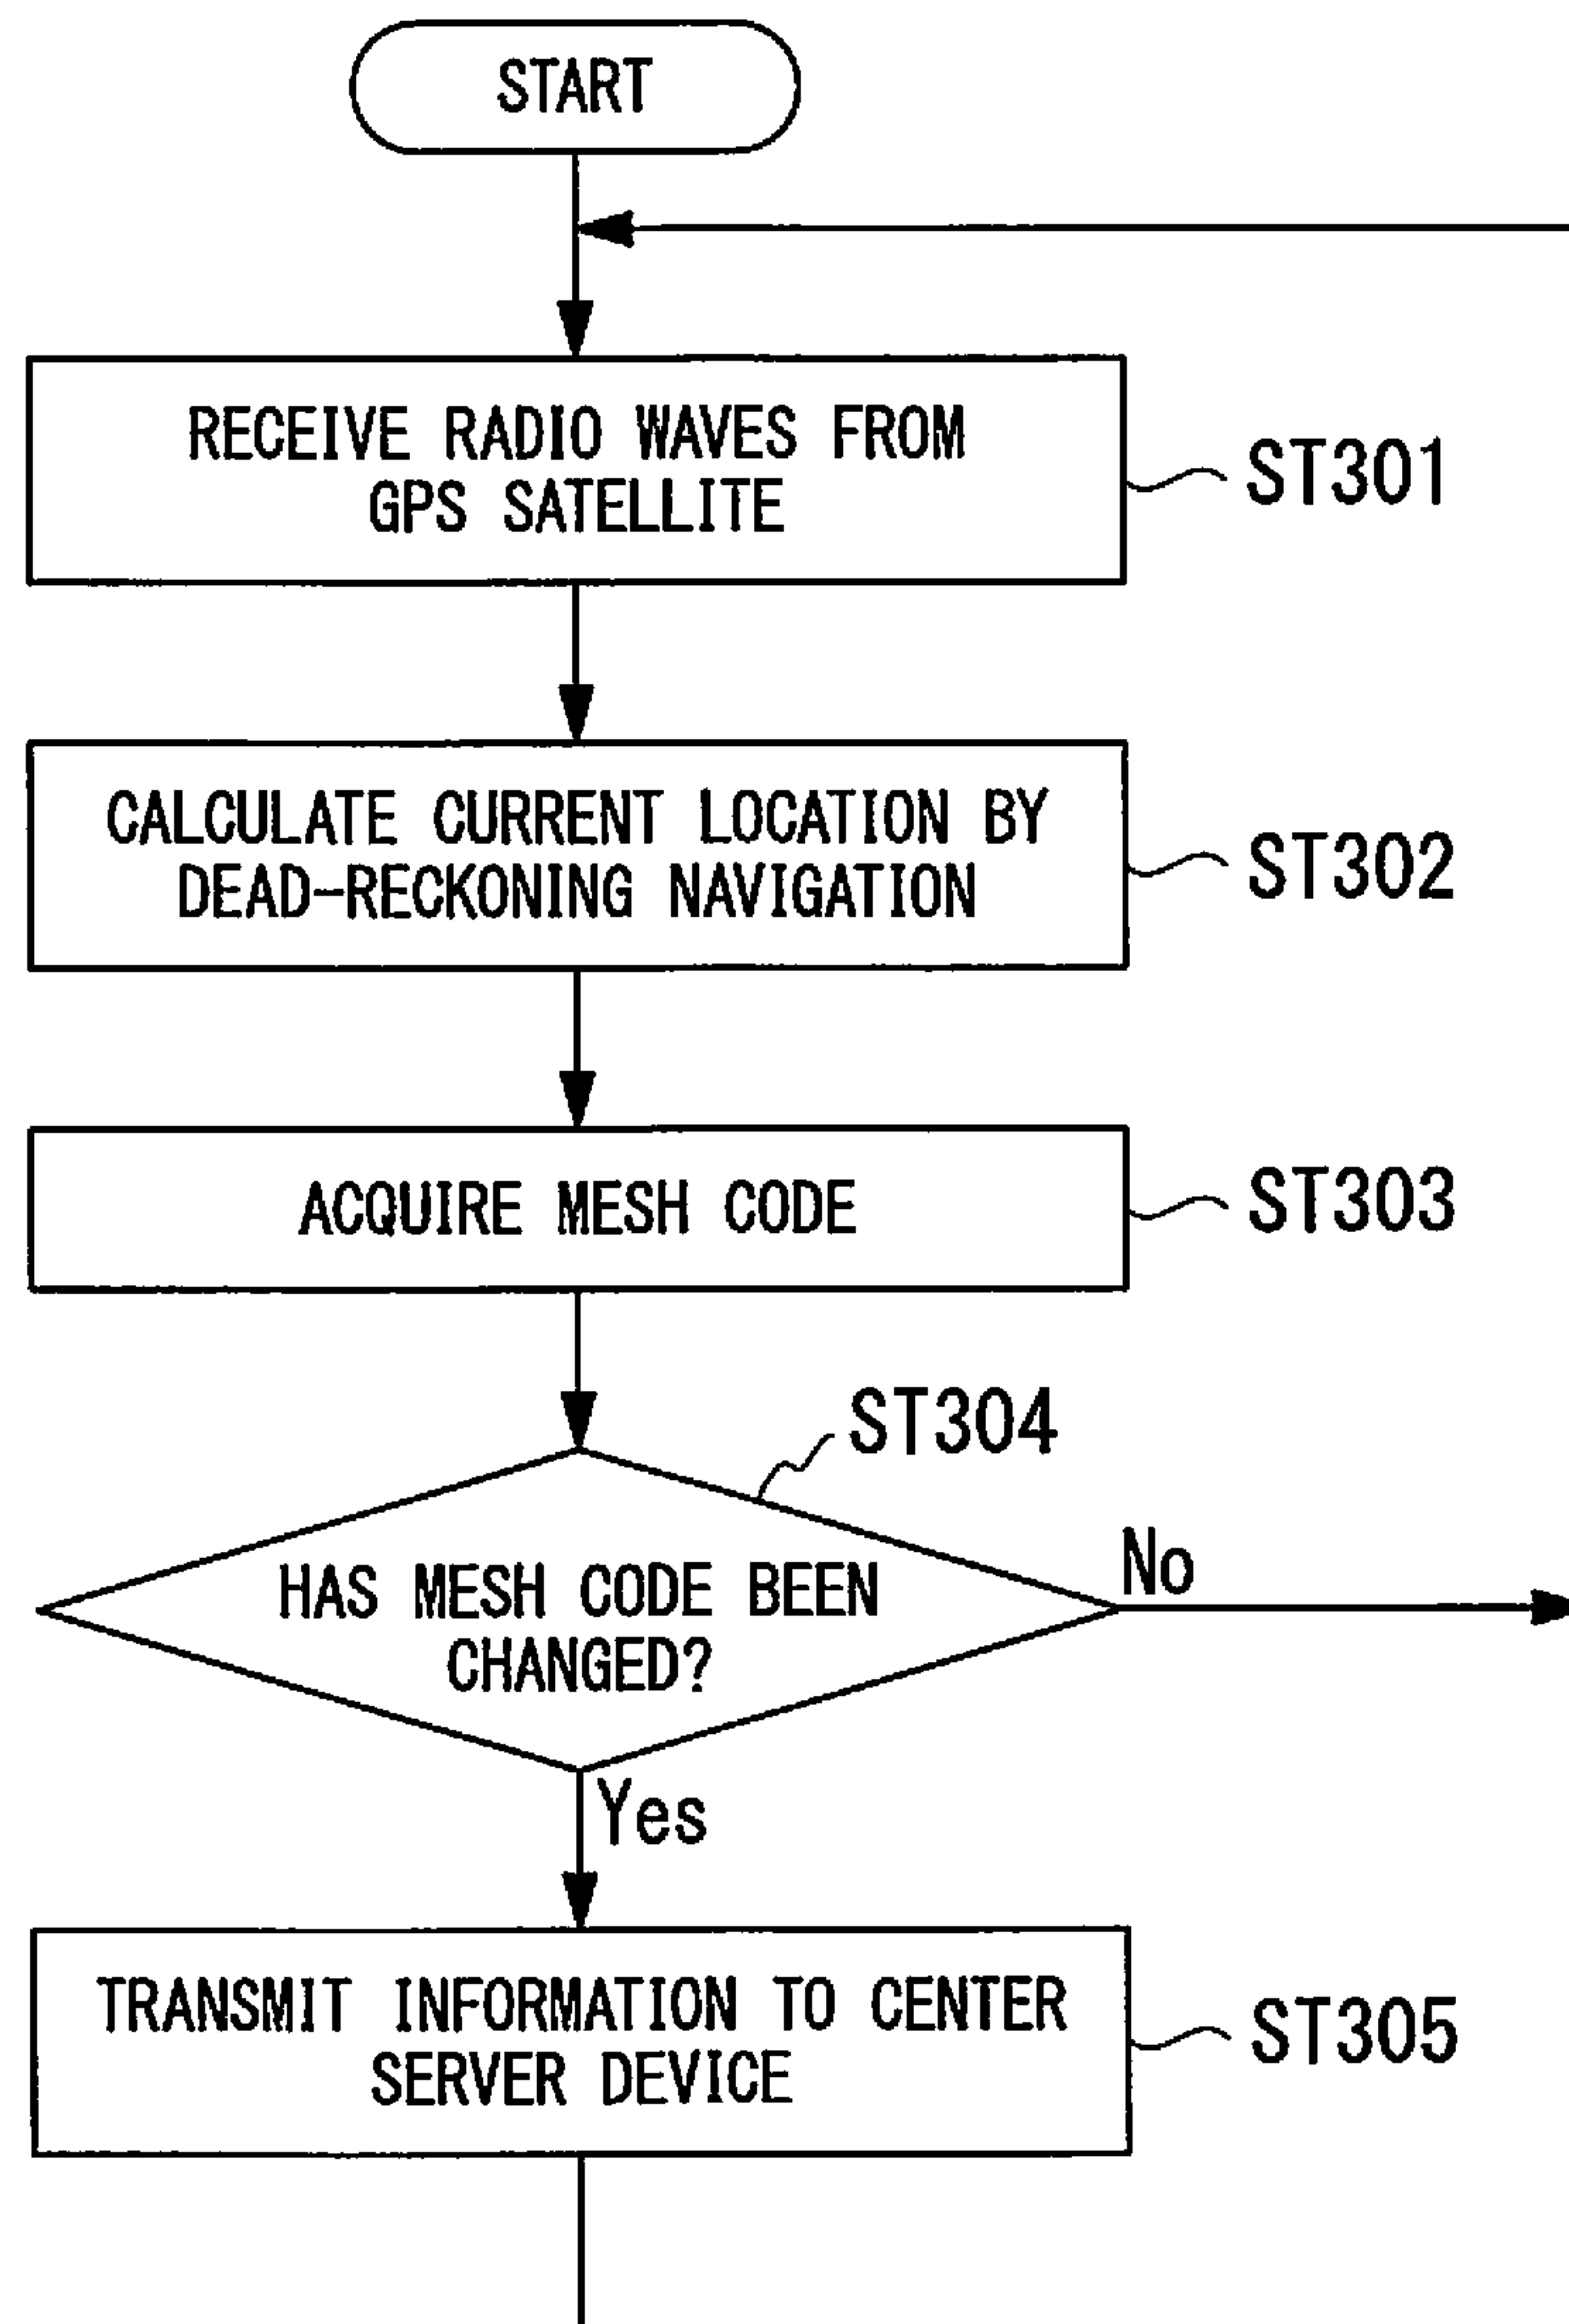 START
RECEIVE RADIO WAVES FROM
GPS SATELLITE
ST301
CALCULATE CURRENT LOCATION BY
DEAD-RECKONING NAVIGATION
ST302
ACQUIRE MESH CODE
ST303
ST304
HAS MESH CODE BEEN
CHANGED?
No
Yes
TRANSMIT INFORMATION TO CENTER
SERVER DEVICE
ST305